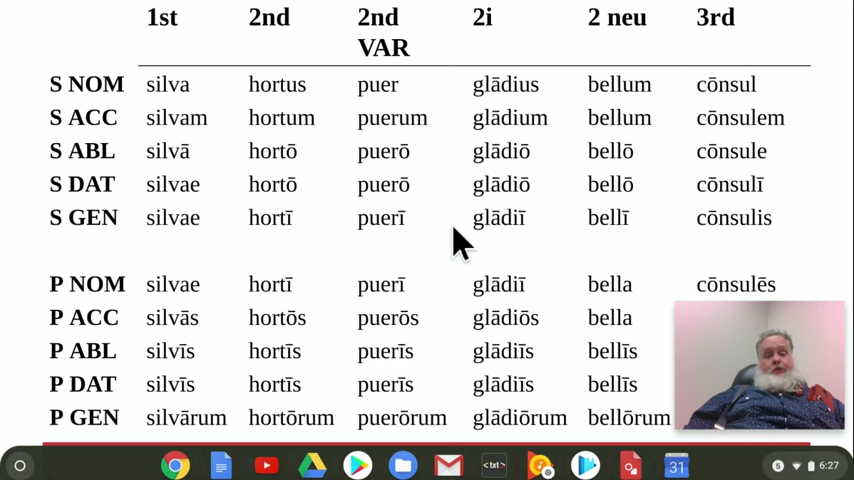 1st 2nd 2nd VAR 2i 2 neu 3rd
S NOM silva hortus puer glādius bellum cōnsul
S ACC silvam hortum puerum glādium bellum cōnsulem
S ABL silvā hortō puerō glādiō bellō cōnsule
S DAT silvae hortō puerō glādiō bellō cōnsulī
S GEN silvae hortī puerī glādiī bellī cōnsulis
P NOM silvae hortī puerī glādiī bella cōnsulēs
P ACC silvās hortōs puerōs glādiōs bella
P ABL silvīs hortīs puerīs glādiīs bellīs
P DAT silvīs hortīs puerīs glādiīs bellīs
P GEN silvārum hortōrum puerōrum glādiōrum bellōrum
<txt> 31 5 6:27